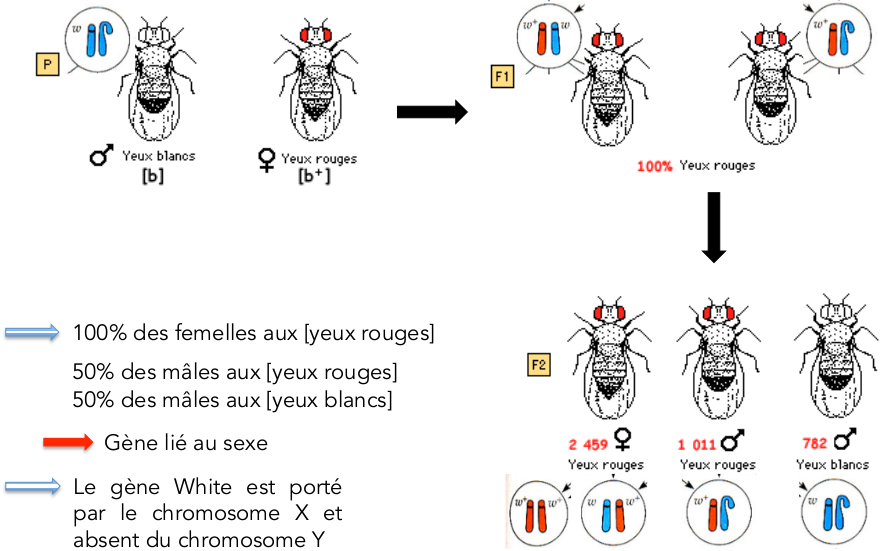 w
P
♂ Yeux blancs
[b]
♀ Yeux rouges
[b+]
w+ w
w+
F1
100% Yeux rouges
100% des femelles aux [yeux rouges]
50% des mâles aux [yeux rouges]
50% des mâles aux [yeux blancs]
Gène lié au sexe
Le gène White est porté
par le chromosome X et
absent du chromosome Y
F2
2 459 ♀
Yeux rouges
1 011 ♂
Yeux rouges
782 ♂
Yeux blancs
w+ w+
w w+
w+
w